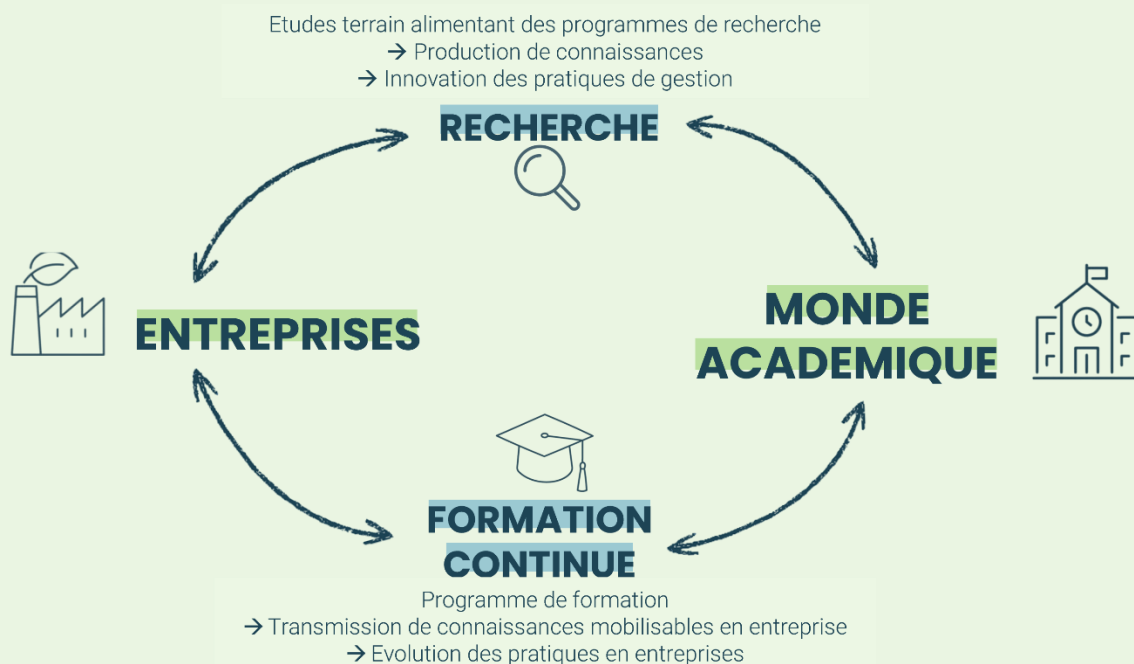 Etudes terrain alimentant des programmes de recherche
→ Production de connaissances
→ Innovation des pratiques de gestion
RECHERCHE
ENTREPRISES
MONDE
ACADEMIQUE
FORMATION
CONTINUE
Programme de formation
→ Transmission de connaissances mobilisables en entreprise
→ Evolution des pratiques en entreprises